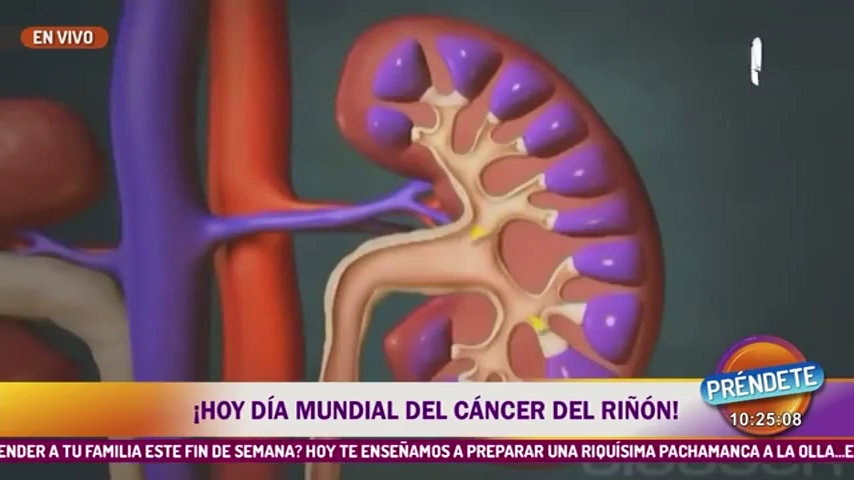 EN VIVO
¡HOY DÍA MUNDIAL DEL CÁNCER DEL RIÑÓN!
PRÉNDETE
10:25:08
ENDER A TU FAMILIA ESTE FIN DE SEMANA? HOY TE ENSEÑAMOS A PREPARAR UNA RIQUÍSIMA PACHAMANCA A LA OLLA...E